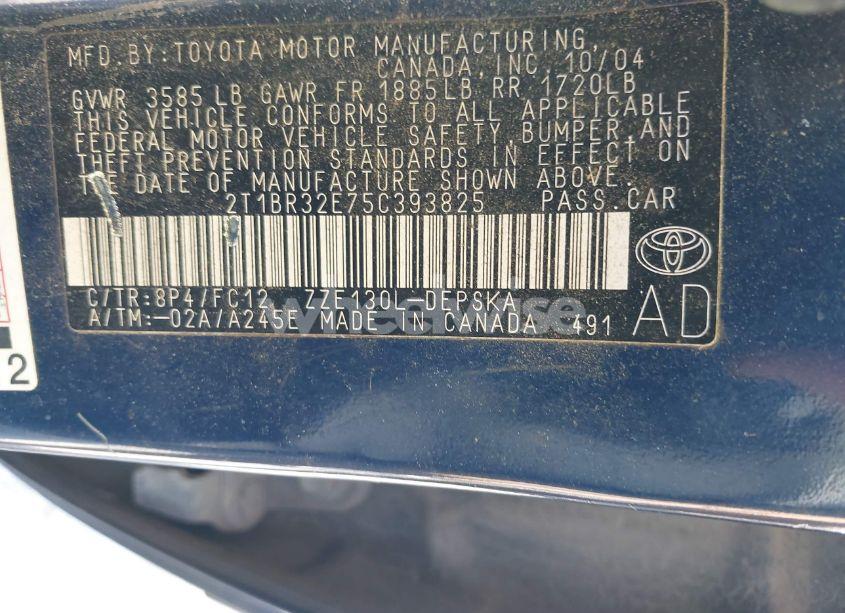 MFD. BY: TOYOTA MOTOR MANUFACTURING,
CANADA, INC. 10/04
GVWR 3585 LB GAWR FR 1885LB RR 1720LB
THIS VEHICLE CONFORMS TO ALL APPLICABLE
FEDERAL MOTOR VEHICLE SAFETY, BUMPER, AND
THEFT PREVENTION STANDARDS IN EFFECT ON
THE DATE OF MANUFACTURE SHOWN ABOVE.
2T1BR32E75C393825 PASS.CAR
C/TR:8P4/FC12 ZZE130L-DEPSKA
A/TM:-02A/A245E MADE IN CANADA 491
AD
2
wheelwise